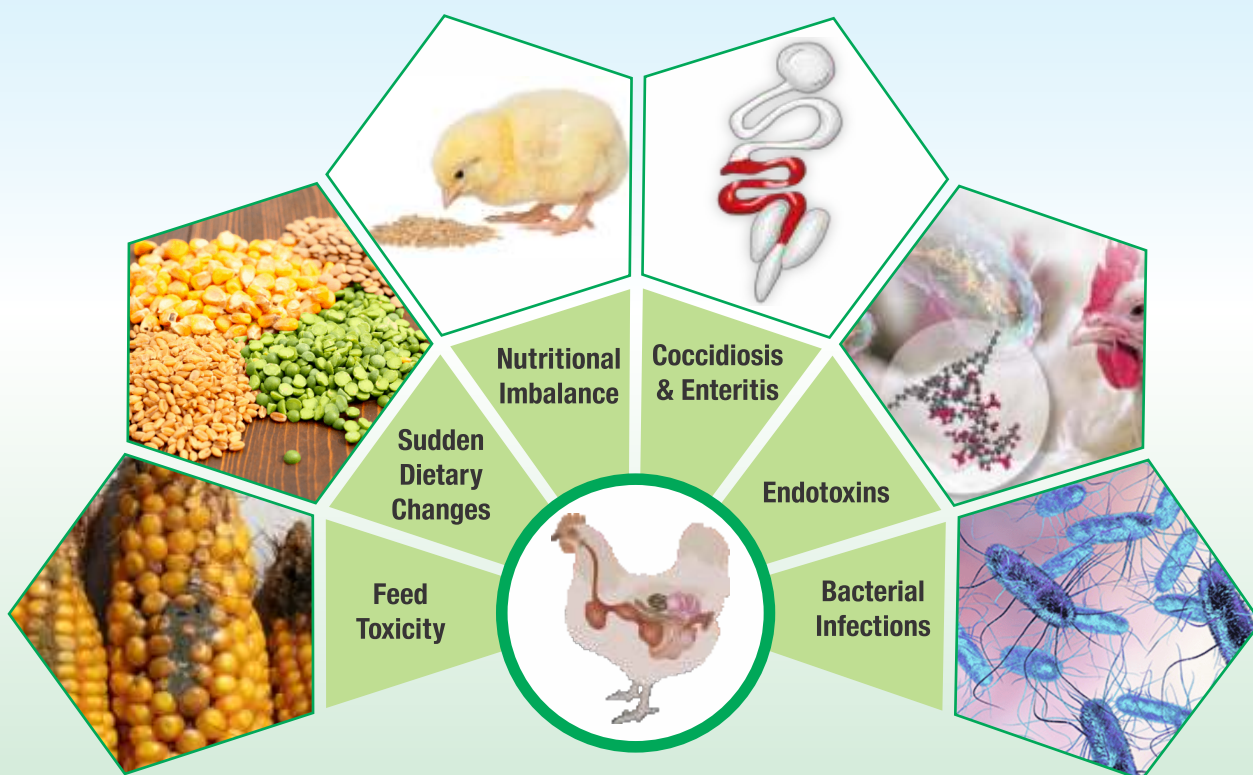 Nutritional
Imbalance
Coccidiosis
& Enteritis
Sudden
Dietary
Changes
Endotoxins
Feed
Toxicity
Bacterial
Infections